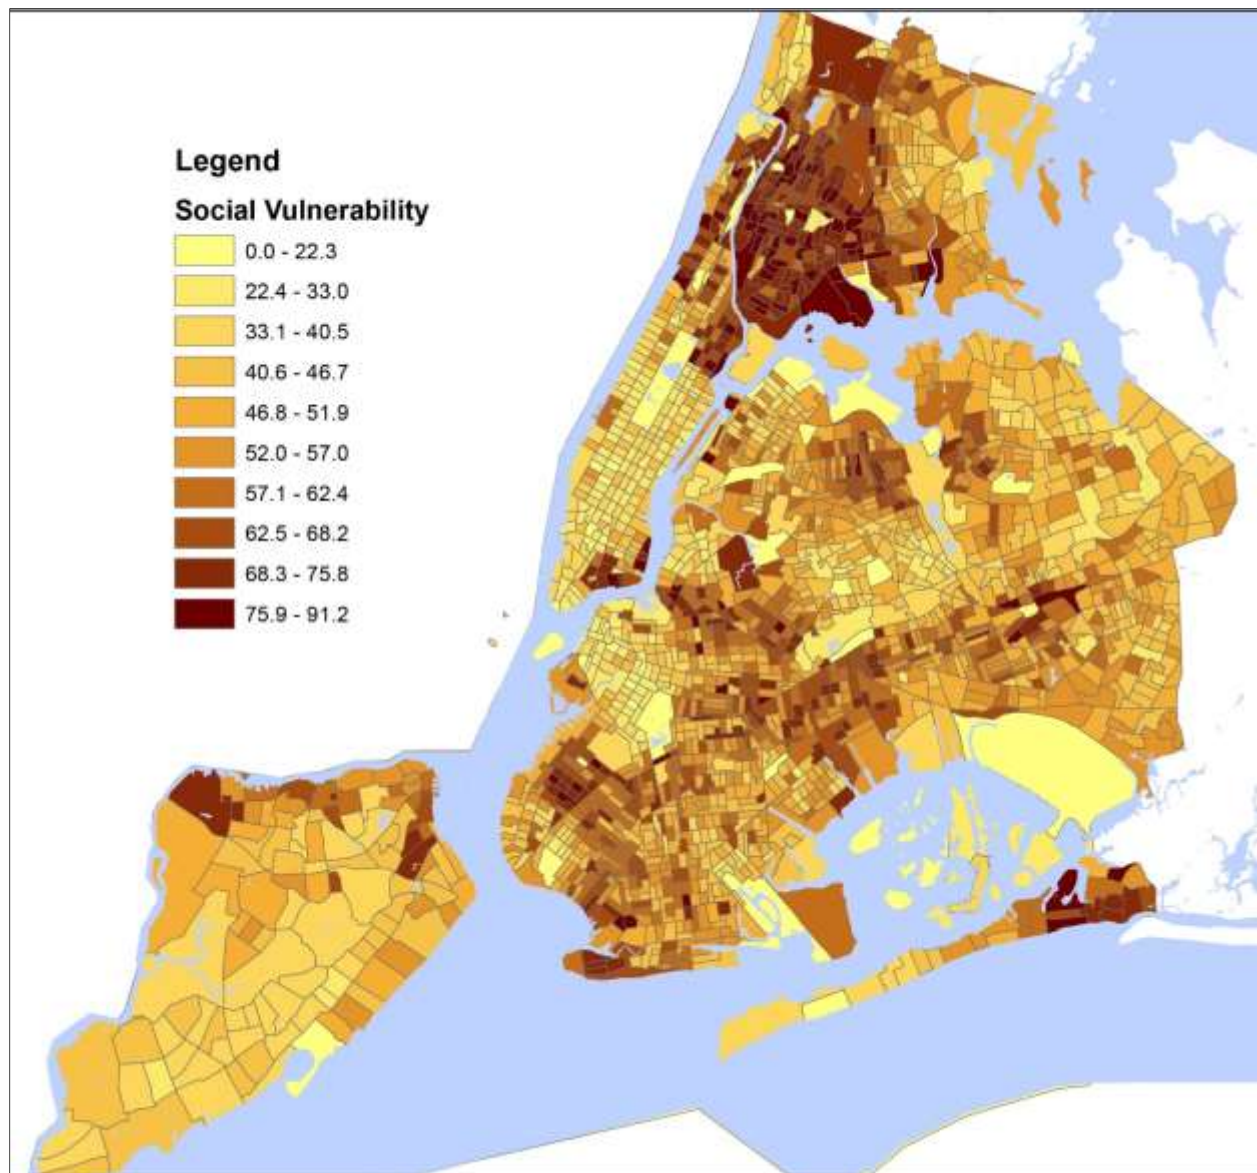 Legend
Social Vulnerability
0.0 - 22.3
22.4 - 33.0
33.1 - 40.5
40.6 - 46.7
46.8 - 51.9
52.0 - 57.0
57.1 - 62.4
62.5 - 68.2
68.3 - 75.8
75.9 - 91.2